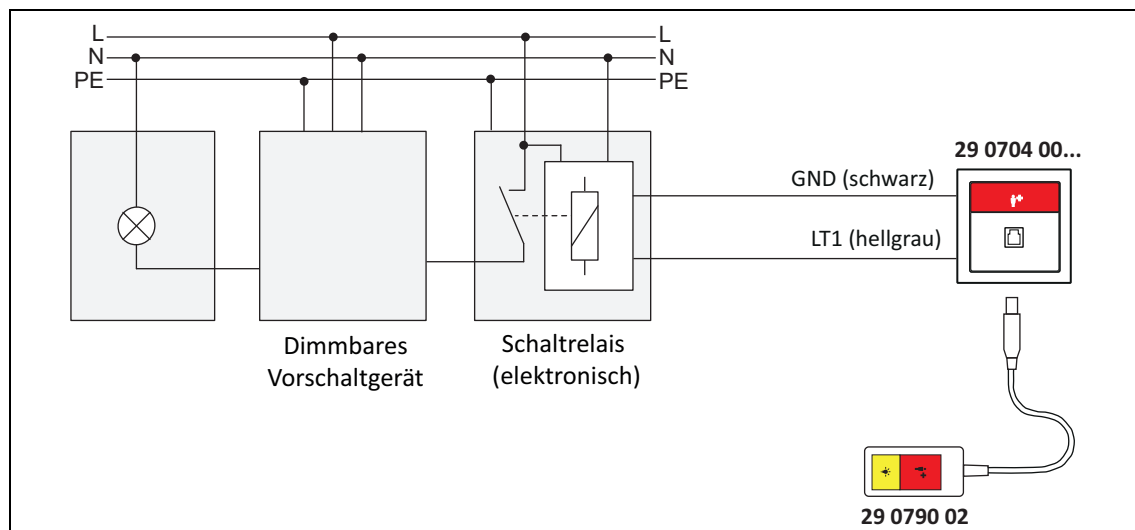 L L
N N
PE PE
29 0704 00...
GND (schwarz)
LT1 (hellgrau)
Dimmbares
Vorschaltgerät
Schaltrelais
(elektronisch)
29 0790 02